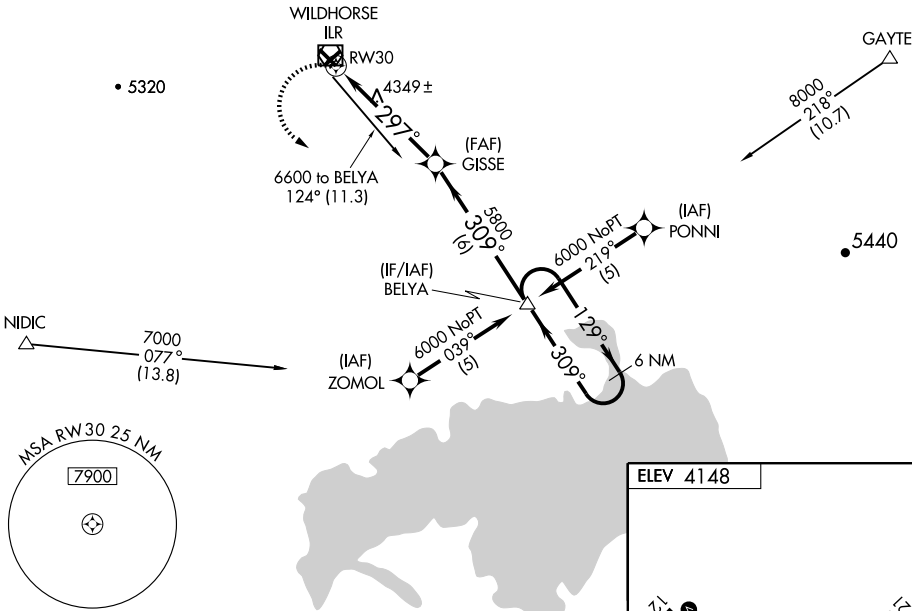 WILDHORSE
ILR
RW30
5320
4349 ±
297°
6600 to BELYA
124° (11.3)
(FAF)
GISSE
GAYTE
8000
218°
(10.7)
5800
309°
(6)
(IAF)
PONNI
6000 NoPT
219°
(5)
5440
(IF/IAF)
BELYA
NIDIC
7000
077°
(13.8)
6000 NoPT
039°
(5)
(IAF)
ZOMOL
129°
309°
6 NM
MSA RW30 25 NM
7900
ELEV 4148
12